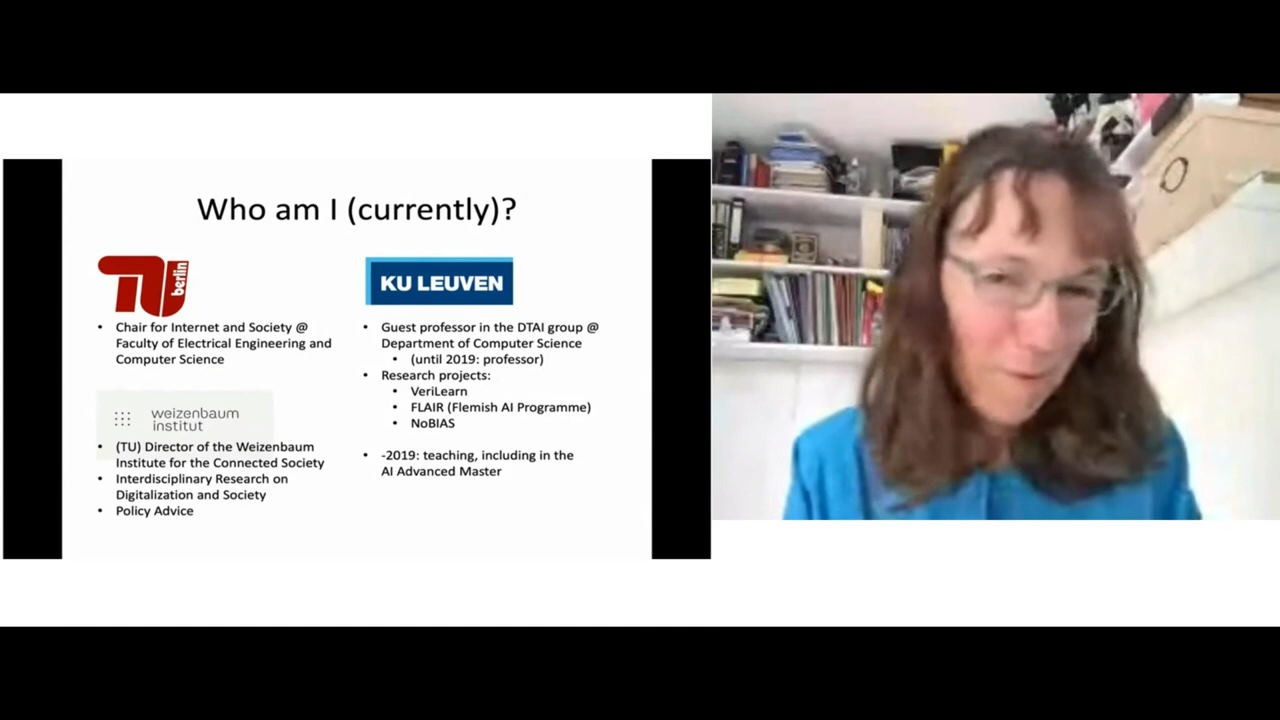 Who am I (currently)?
TU berlin
• Chair for Internet and Society @
Faculty of Electrical Engineering and
Computer Science
weizenbaum
institut
• (TU) Director of the Weizenbaum
Institute for the Connected Society
• Interdisciplinary Research on
Digitalization and Society
• Policy Advice
KU LEUVEN
• Guest professor in the DTAI group @
Department of Computer Science
• (until 2019: professor)
• Research projects:
• VeriLearn
• FLAIR (Flemish AI Programme)
• NoBIAS
• -2019: teaching, including in the
AI Advanced Master